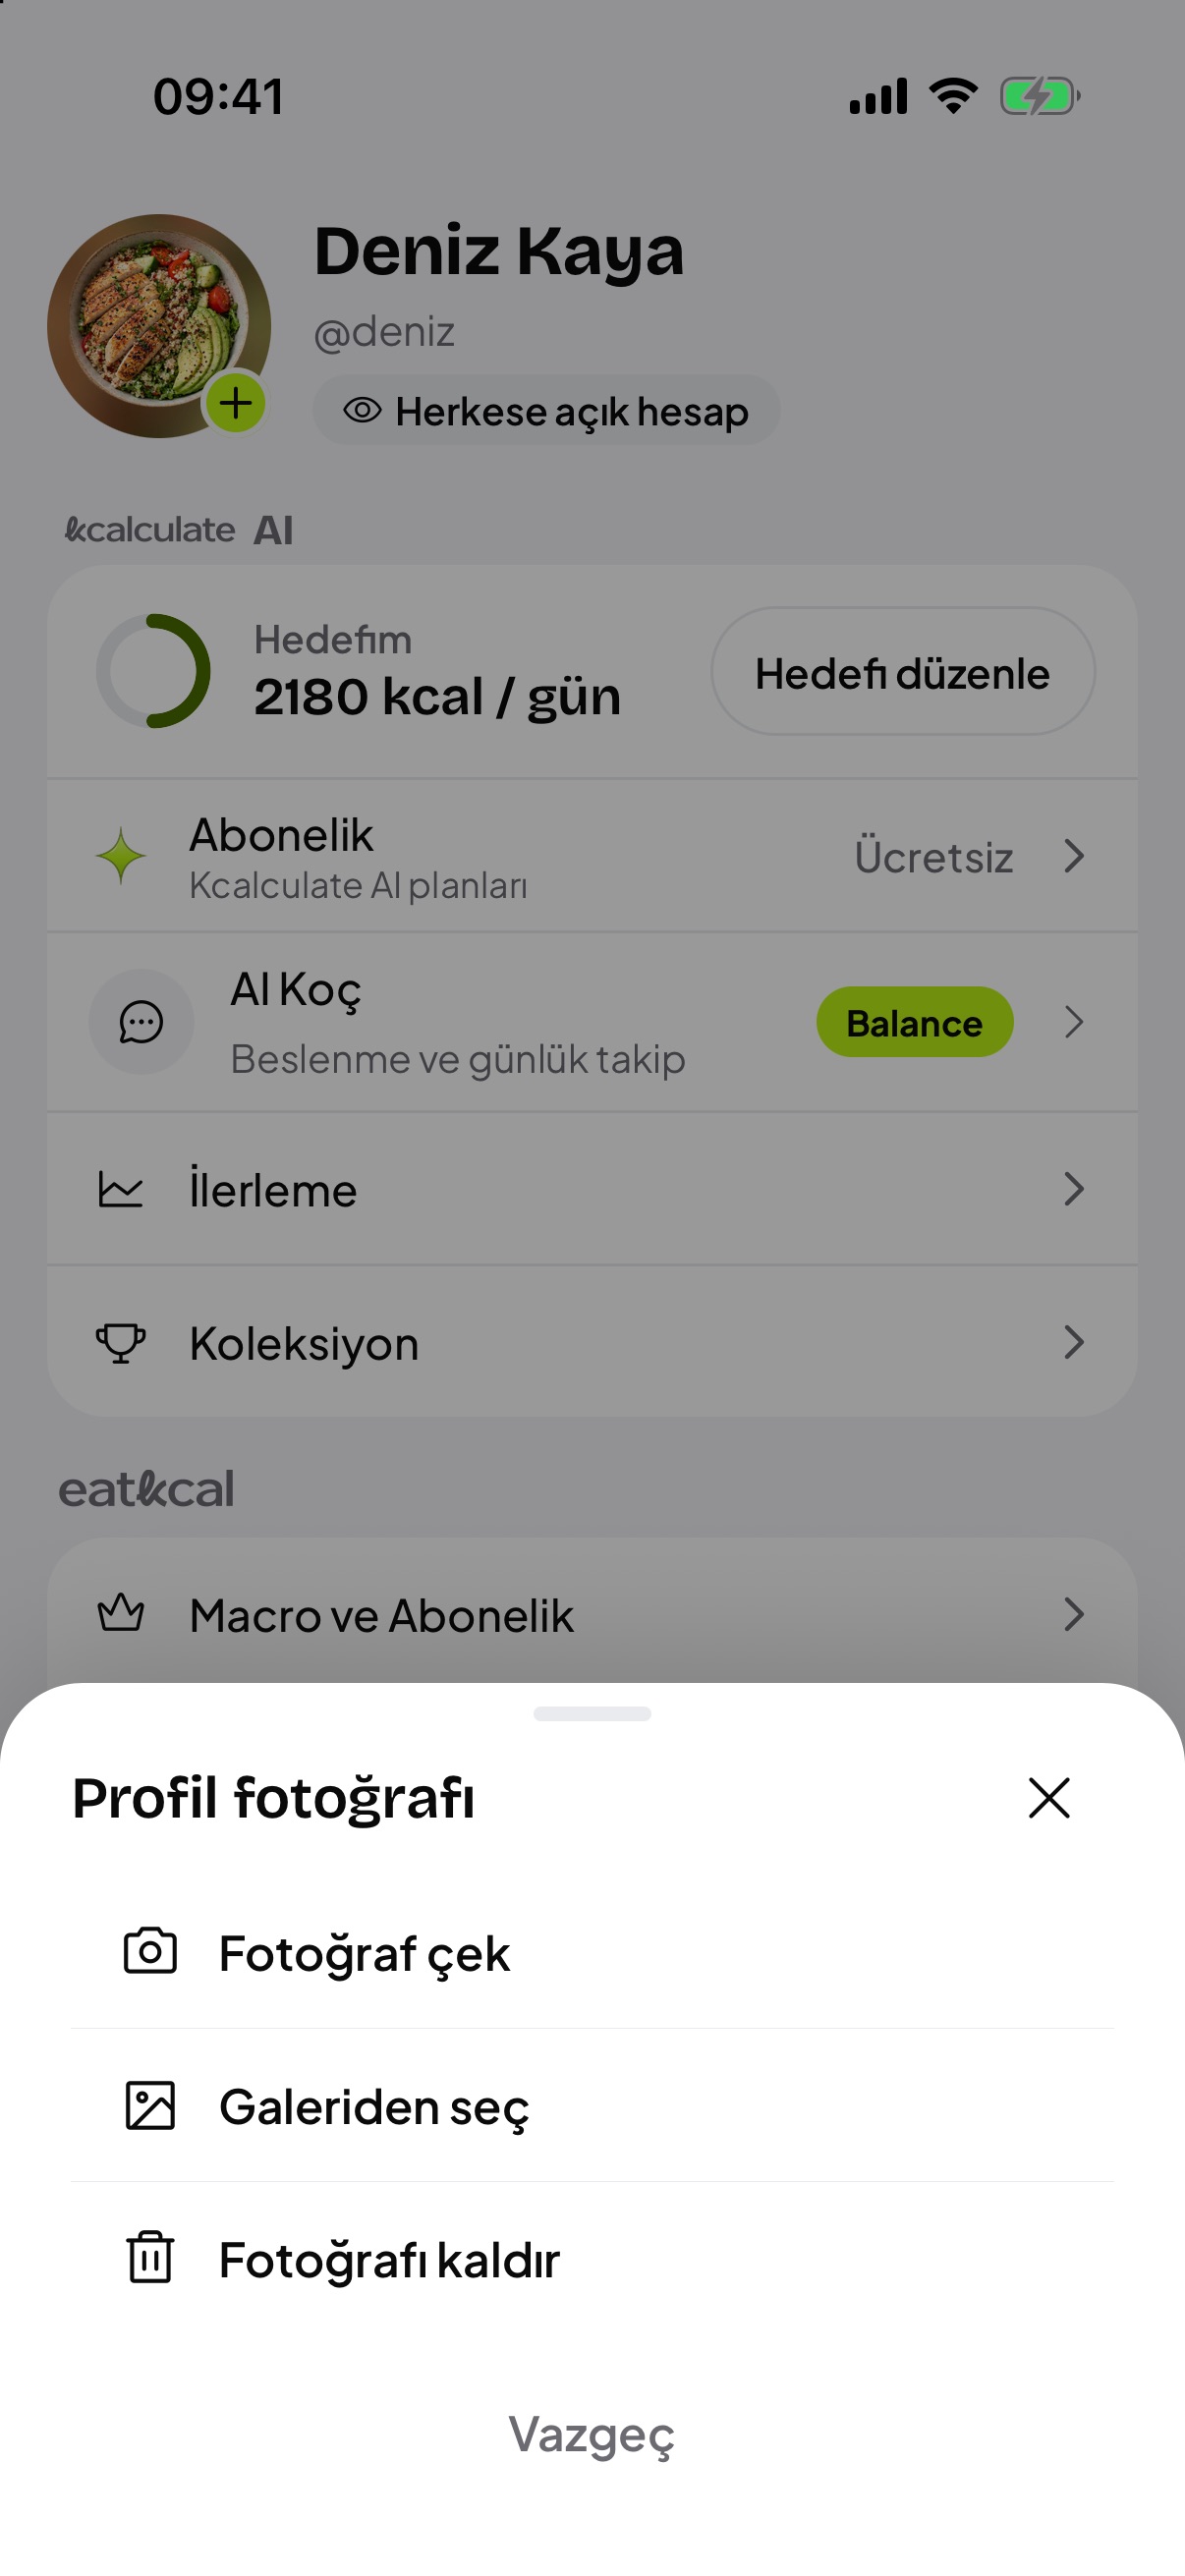 09:41
Deniz Kaya
@deniz
Herkese açık hesap
kcalculate AI
Hedefim
2180 kcal / gün
Hedefi düzenle
Abonelik
Kcalculate AI planları
Ücretsiz
AI Koç
Beslenme ve günlük takip
Balance
İlerleme
Koleksiyon
eatkcal
Macro ve Abonelik
Profil fotoğrafı
Fotoğraf çek
Galeriden seç
Fotoğrafı kaldır
Vazgeç